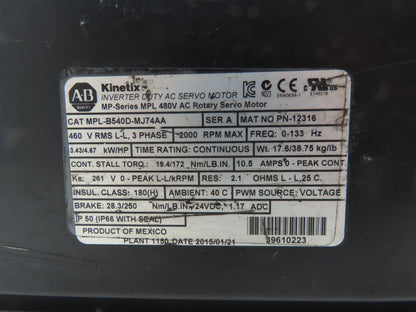 AB
QUALITY
Kinetix
INVERTER DUTY AC SERVO MOTOR
MP-Series MPL 480V AC Rotary Servo Motor
CAT MPL-B540D-MJ74AA SER A MAT NO PN-12316
460 V RMS L-L, 3 PHASE 2000 RPM MAX FREQ: 0-133 Hz
3.43/4.67 kW/HP TIMING: CONTINUOUS Wt. 17.6/38.75 kg/lb
CONT. STALL TORQ.: 19.4/172 Nm/LB.IN. 10.5 AMPS 0 - PEAK CONT.
Ke: 261 V 0 - PEAK L-L/KRPM RES: 2.1 OHMS L - L,25 C.
INSUL. CLASS: 180(H) AMBIENT: 40 C PWM SOURCE: VOLTAGE
BRAKE: 28.3/250 Nm/LB.IN, 24VDC, 1.17 ADC
IP 50 (IP66 WITH SEAL)
PRODUCT OF MEXICO
PLANT 1150 DATE 2015/01/21 39610223